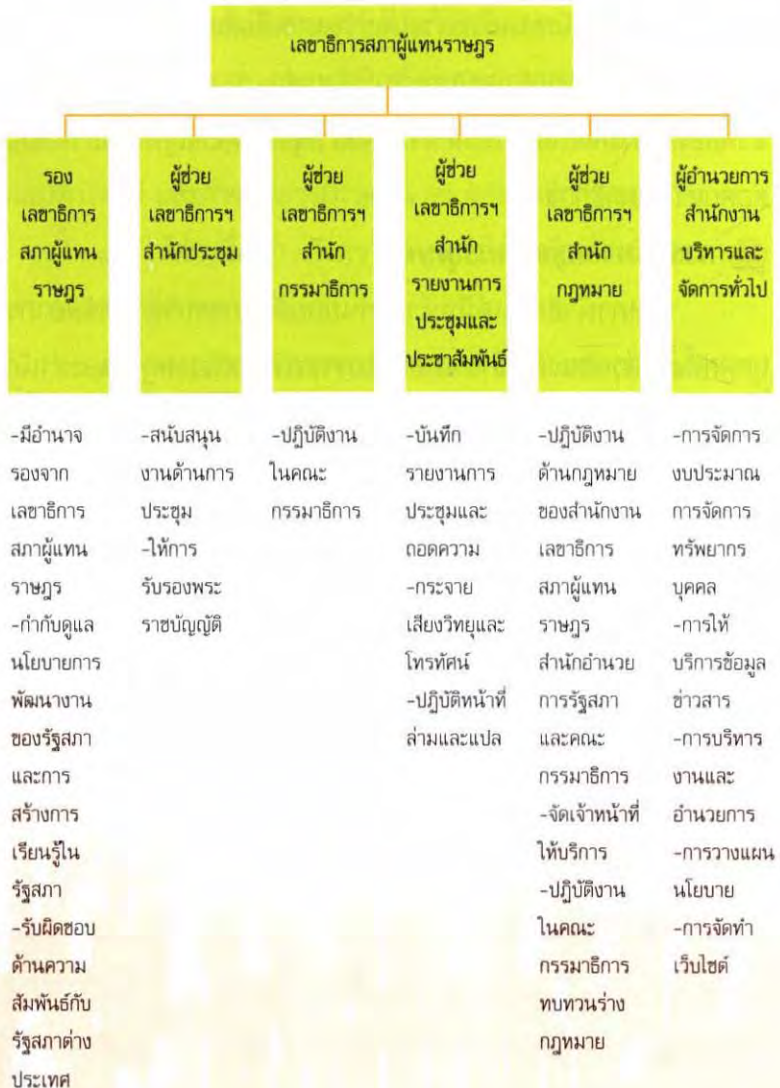 เลขาธิการสภาผู้แทนราษฎร
รอง
เลขาธิการ
สภาผู้แทน
ราษฎร
ผู้ช่วย
เลขาธิการฯ
สำนักประชุม
ผู้ช่วย
เลขาธิการฯ
สำนัก
กรรมาธิการ
ผู้ช่วย
เลขาธิการฯ
สำนัก
รายงานการ
ประชุมและ
ประชาสัมพันธ์
ผู้ช่วย
เลขาธิการฯ
สำนัก
กฎหมาย
ผู้อำนวยการ
สำนักงาน
บริหารและ
จัดการทั่วไป
-มีอำนาจ
รองจาก
เลขาธิการ
สภาผู้แทน
ราษฎร
-กำกับดูแล
นโยบายการ
พัฒนางาน
ของรัฐสภา
และการ
สร้างการ
เรียนรู้ใน
รัฐสภา
-รับผิดชอบ
ด้านความ
สัมพันธ์กับ
รัฐสภาต่าง
ประเทศ
-สนับสนุน
งานด้านการ
ประชุม
-ให้การ
รับรองพระ
ราชบัญญัติ
-ปฏิบัติงาน
ในคณะ
กรรมาธิการ
-บันทึก
รายงานการ
ประชุมและ
ถอดความ
-กระจาย
เสียงวิทยุและ
โทรทัศน์
-ปฏิบัติหน้าที่
ล่ามและแปล
-ปฏิบัติงาน
ด้านกฎหมาย
ของสำนักงาน
เลขาธิการ
สภาผู้แทน
ราษฎร
สำนักอำนวย
การรัฐสภา
และคณะ
กรรมาธิการ
-จัดเจ้าหน้าที่
ให้บริการ
-ปฏิบัติงาน
ในคณะ
กรรมาธิการ
ทบทวนร่าง
กฎหมาย
-การจัดการ
งบประมาณ
การจัดการ
ทรัพยากร
บุคคล
-การให้
บริการข้อมูล
ข่าวสาร
-การบริหาร
งานและ
อำนวยการ
-การวางแผน
นโยบาย
-การจัดทำ
เว็บไซต์